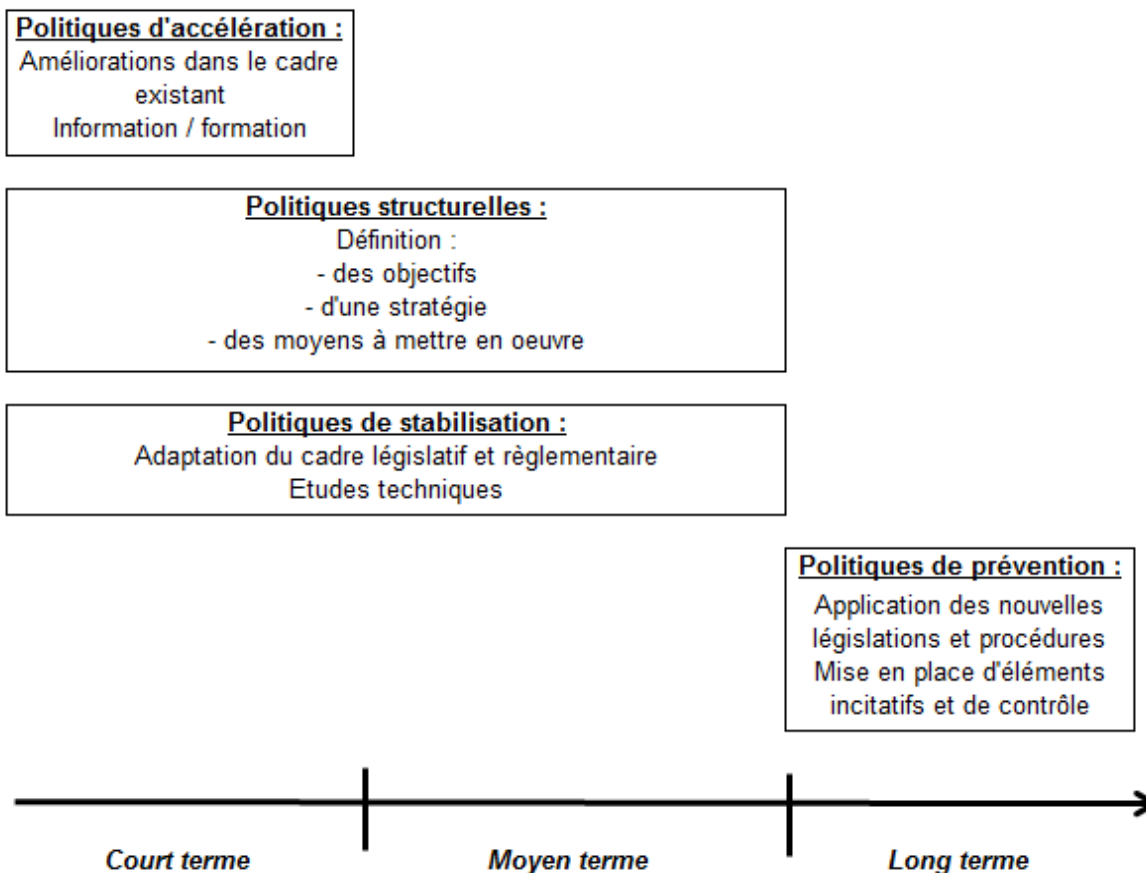 Politiques d'accélération :
Améliorations dans le cadre
existant
Information / formation
Politiques structurelles :
Définition :
- des objectifs
- d'une stratégie
- des moyens à mettre en oeuvre
Politiques de stabilisation :
Adaptation du cadre législatif et règlementaire
Etudes techniques
Politiques de prévention :
Application des nouvelles
législations et procédures
Mise en place d'éléments
incitatifs et de contrôle
Court terme
Moyen terme
Long terme